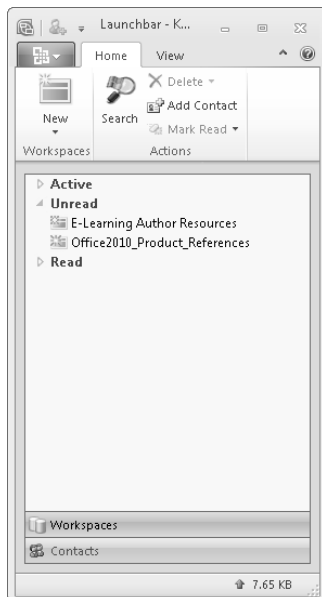 Launchbar - K...
Home View
New
Search
Delete
Add Contact
Mark Read
Workspaces Actions
Active
Unread
E-Learning Author Resources
Office2010_Product_References
Read
Workspaces
Contacts
7.65 KB